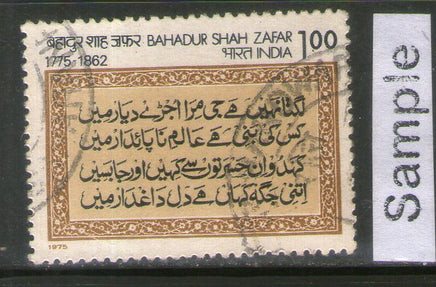 बहादुर शाह ज़फ़र BAHADUR SHAH ZAFAR
1775-1862 भारत INDIA 1.00
لگتا نہیں ہے جی مرا اجڑے دیار میں
کس کی بنی ہے عالم ناپائدار میں
کہدو ان حسرتوں سے کہیں اور جا بسیں
اتنی جگہ کہاں ہے دل داغدار میں
1975
Sample